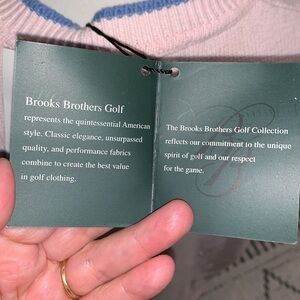 Brooks Brothers Golf
represents the quintessential American
style. Classic elegance, unsurpassed
quality, and performance fabrics
combine to create the best value
in golf clothing.
The Brooks Brothers Golf Collection
reflects our commitment to the unique
spirit of golf and our respect
for the game.